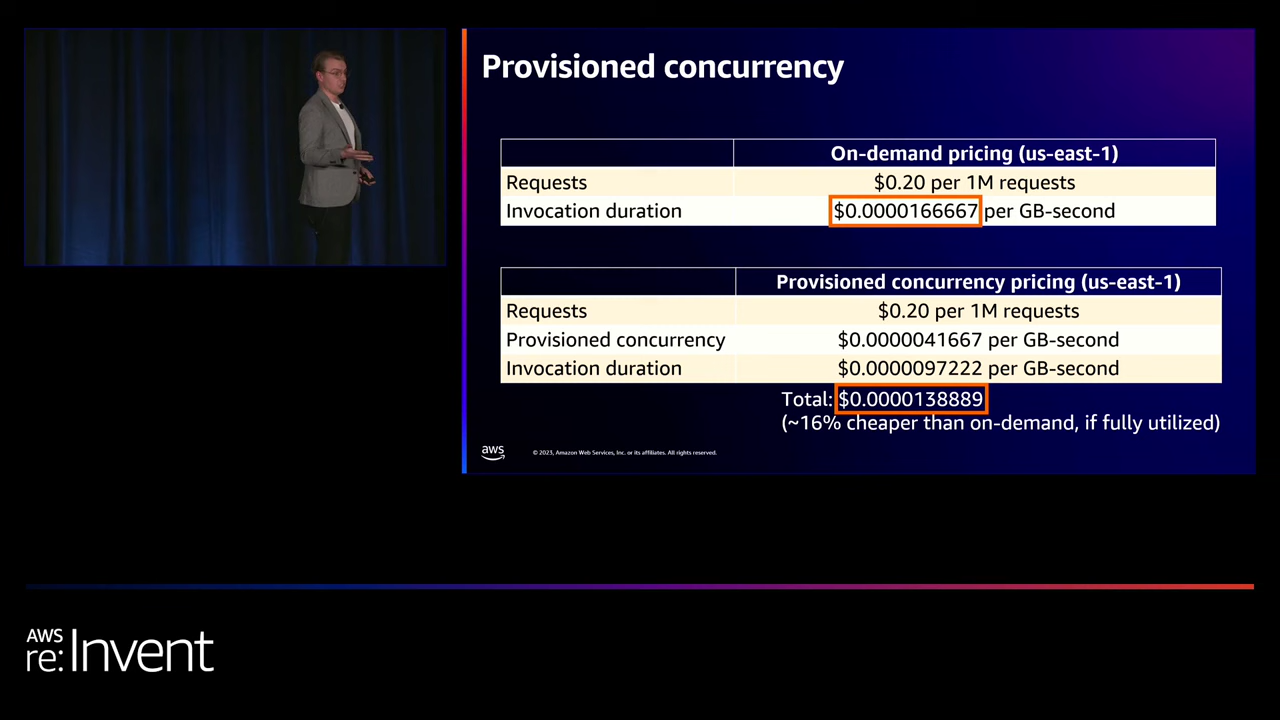 Provisioned concurrency
On-demand pricing (us-east-1)
Requests $0.20 per 1M requests
Invocation duration $0.0000166667 per GB-second
Provisioned concurrency pricing (us-east-1)
Requests $0.20 per 1M requests
Provisioned concurrency $0.0000041667 per GB-second
Invocation duration $0.0000097222 per GB-second
Total: $0.0000138889
(~16% cheaper than on-demand, if fully utilized)
aws
© 2023, Amazon Web Services, Inc. or its affiliates. All rights reserved.
AWS
re:Invent